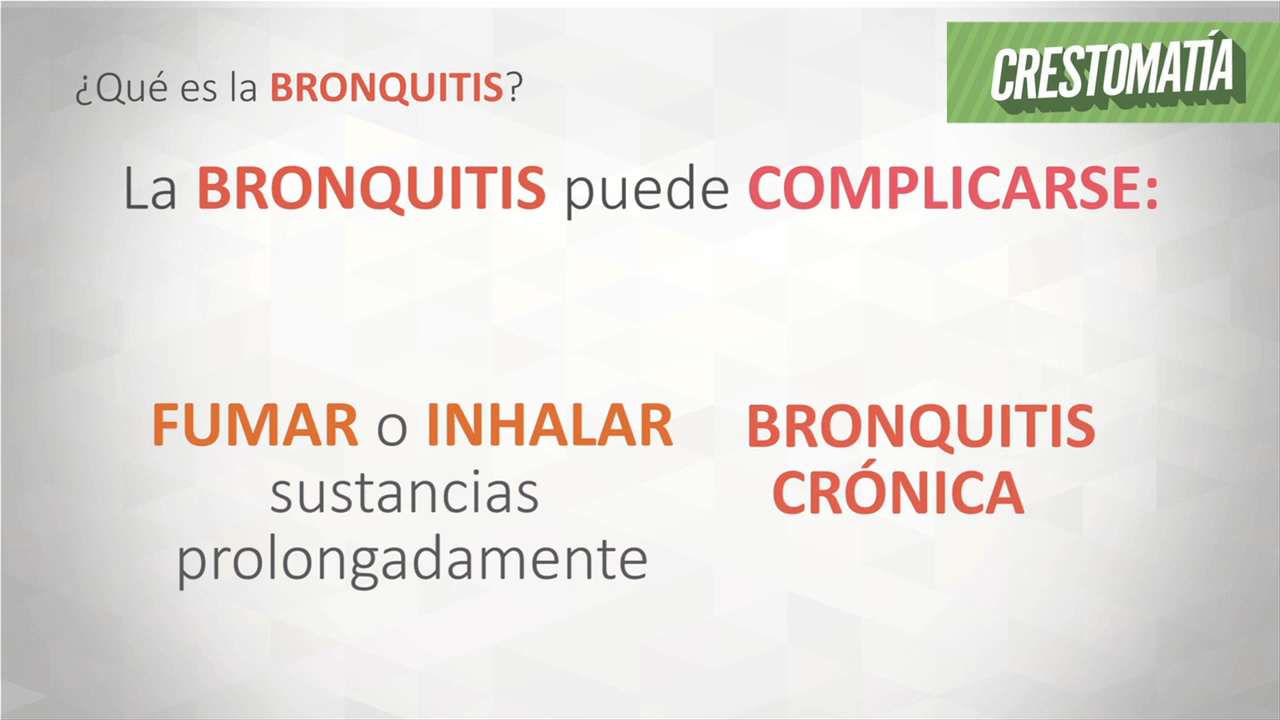 ¿Qué es la BRONQUITIS?
CRESTOMATÍA
La BRONQUITIS puede COMPLICARSE:
FUMAR o INHALAR
sustancias
prolongadamente
BRONQUITIS
CRÓNICA